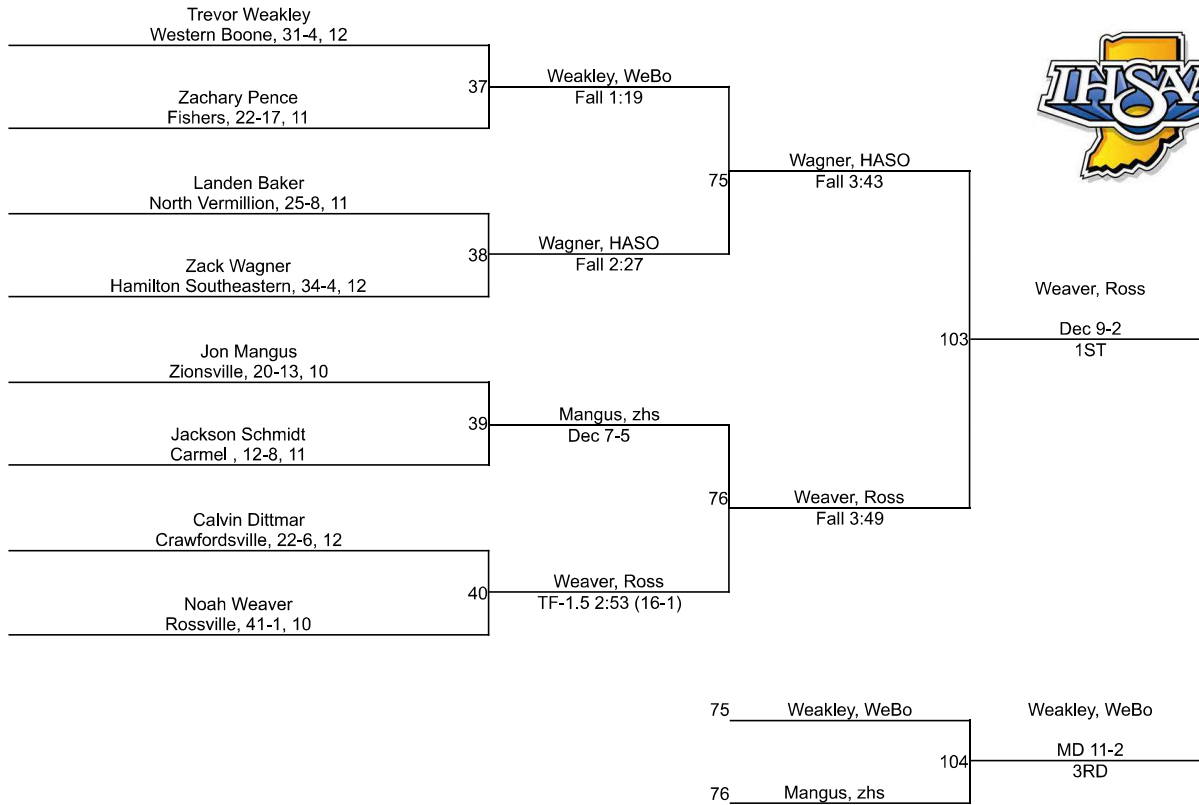 Trevor Weakley
Western Boone, 31-4, 12
37
Zachary Pence
Fishers, 22-17, 11
Weakley, WeBo
Fall 1:19
Landen Baker
North Vermillion, 25-8, 11
38
Zack Wagner
Hamilton Southeastern, 34-4, 12
Wagner, HASO
Fall 2:27
75
Wagner, HASO
Fall 3:43
Jon Mangus
Zionsville, 20-13, 10
39
Jackson Schmidt
Carmel , 12-8, 11
Mangus, zhs
Dec 7-5
Calvin Dittmar
Crawfordsville, 22-6, 12
40
Noah Weaver
Rossville, 41-1, 10
Weaver, Ross
TF-1.5 2:53 (16-1)
76
Weaver, Ross
Fall 3:49
103
Weaver, Ross
Dec 9-2
1ST
IHSAA
75
Weakley, WeBo
76
Mangus, zhs
104
Weakley, WeBo
MD 11-2
3RD